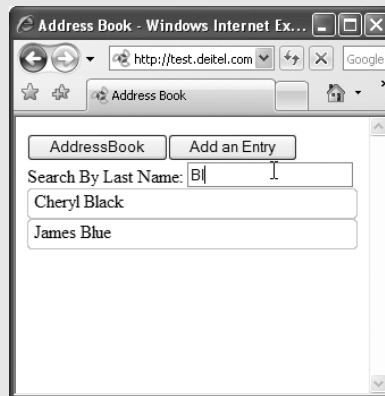 Address Book - Windows Internet Ex...
http://test.deitel.com
Google
Address Book
AddressBook
Add an Entry
Search By Last Name: Bl
Cheryl Black
James Blue